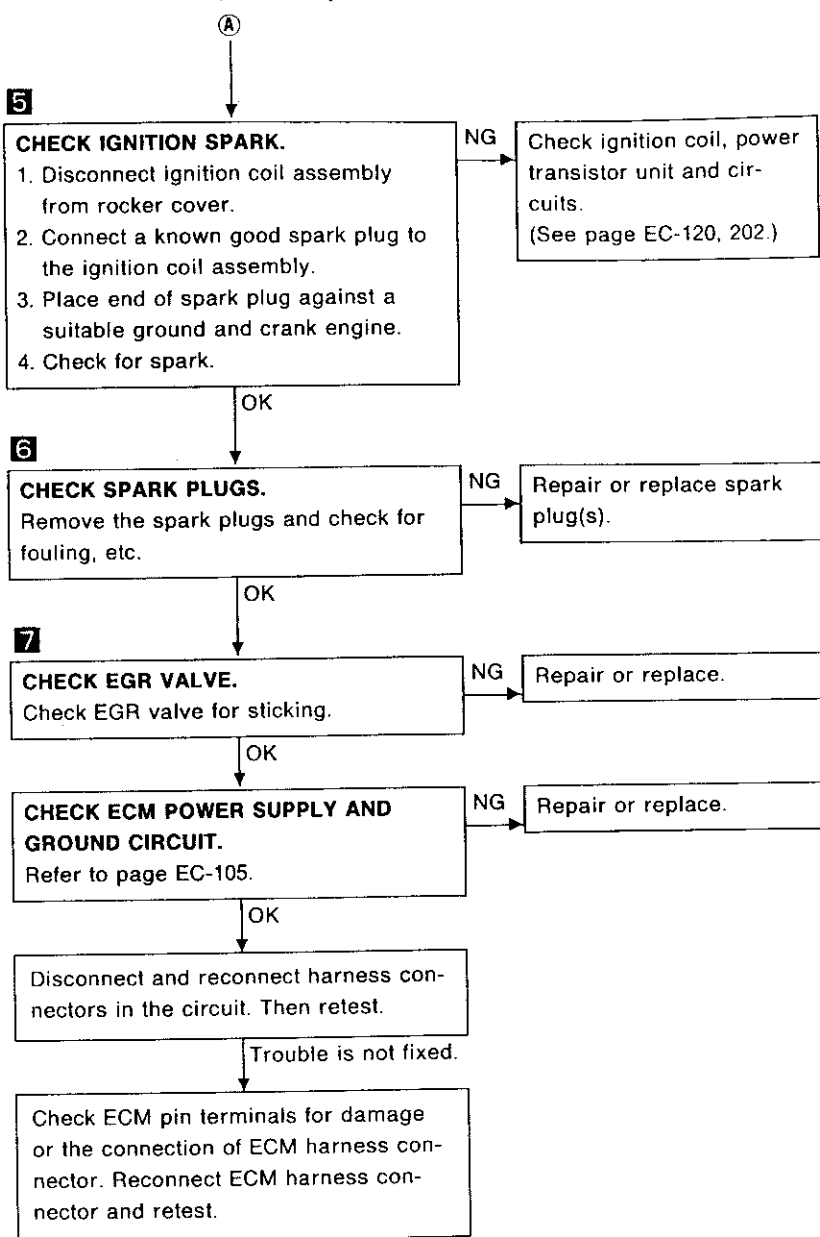 Ⓐ
5
CHECK IGNITION SPARK.
1. Disconnect ignition coil assembly
from rocker cover.
2. Connect a known good spark plug to
the ignition coil assembly.
3. Place end of spark plug against a
suitable ground and crank engine.
4. Check for spark.
NG
Check ignition coil, power
transistor unit and cir-
cuits.
(See page EC-120, 202.)
OK
6
CHECK SPARK PLUGS.
Remove the spark plugs and check for
fouling, etc.
NG
Repair or replace spark
plug(s).
OK
7
CHECK EGR VALVE.
Check EGR valve for sticking.
NG
Repair or replace.
OK
CHECK ECM POWER SUPPLY AND
GROUND CIRCUIT.
Refer to page EC-105.
NG
Repair or replace.
OK
Disconnect and reconnect harness con-
nectors in the circuit. Then retest.
Trouble is not fixed.
Check ECM pin terminals for damage
or the connection of ECM harness con-
nector. Reconnect ECM harness con-
nector and retest.